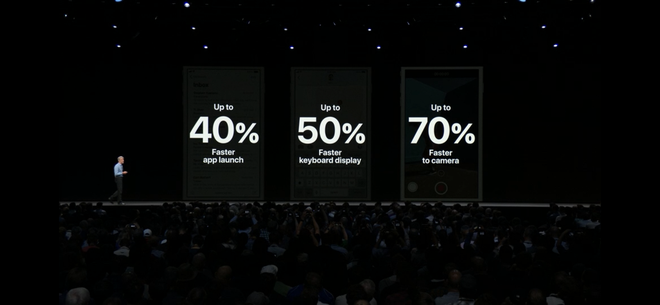 Up to
40%
Faster
app launch
Up to
50%
Faster
keyboard display
Up to
70%
Faster
to camera